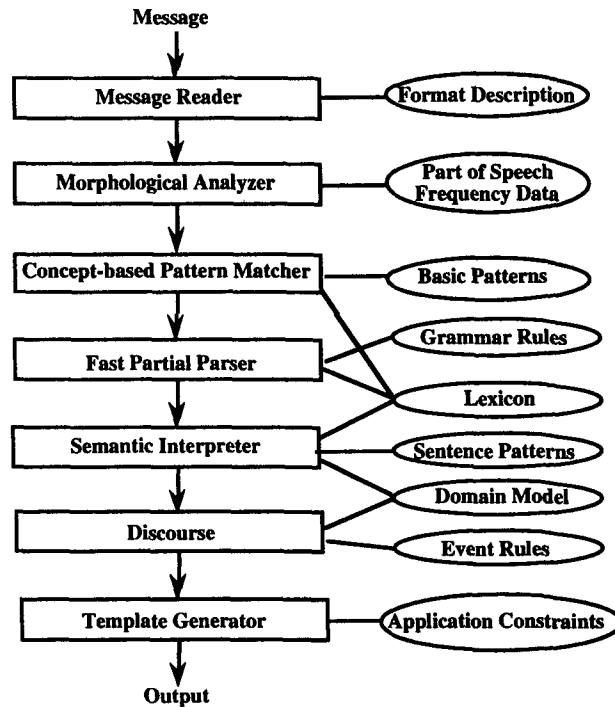 Message
Message Reader
Format Description
Morphological Analyzer
Part of Speech
Frequency Data
Concept-based Pattern Matcher
Basic Patterns
Grammar Rules
Fast Partial Parser
Lexicon
Semantic Interpreter
Sentence Patterns
Domain Model
Discourse
Event Rules
Template Generator
Application Constraints
Output